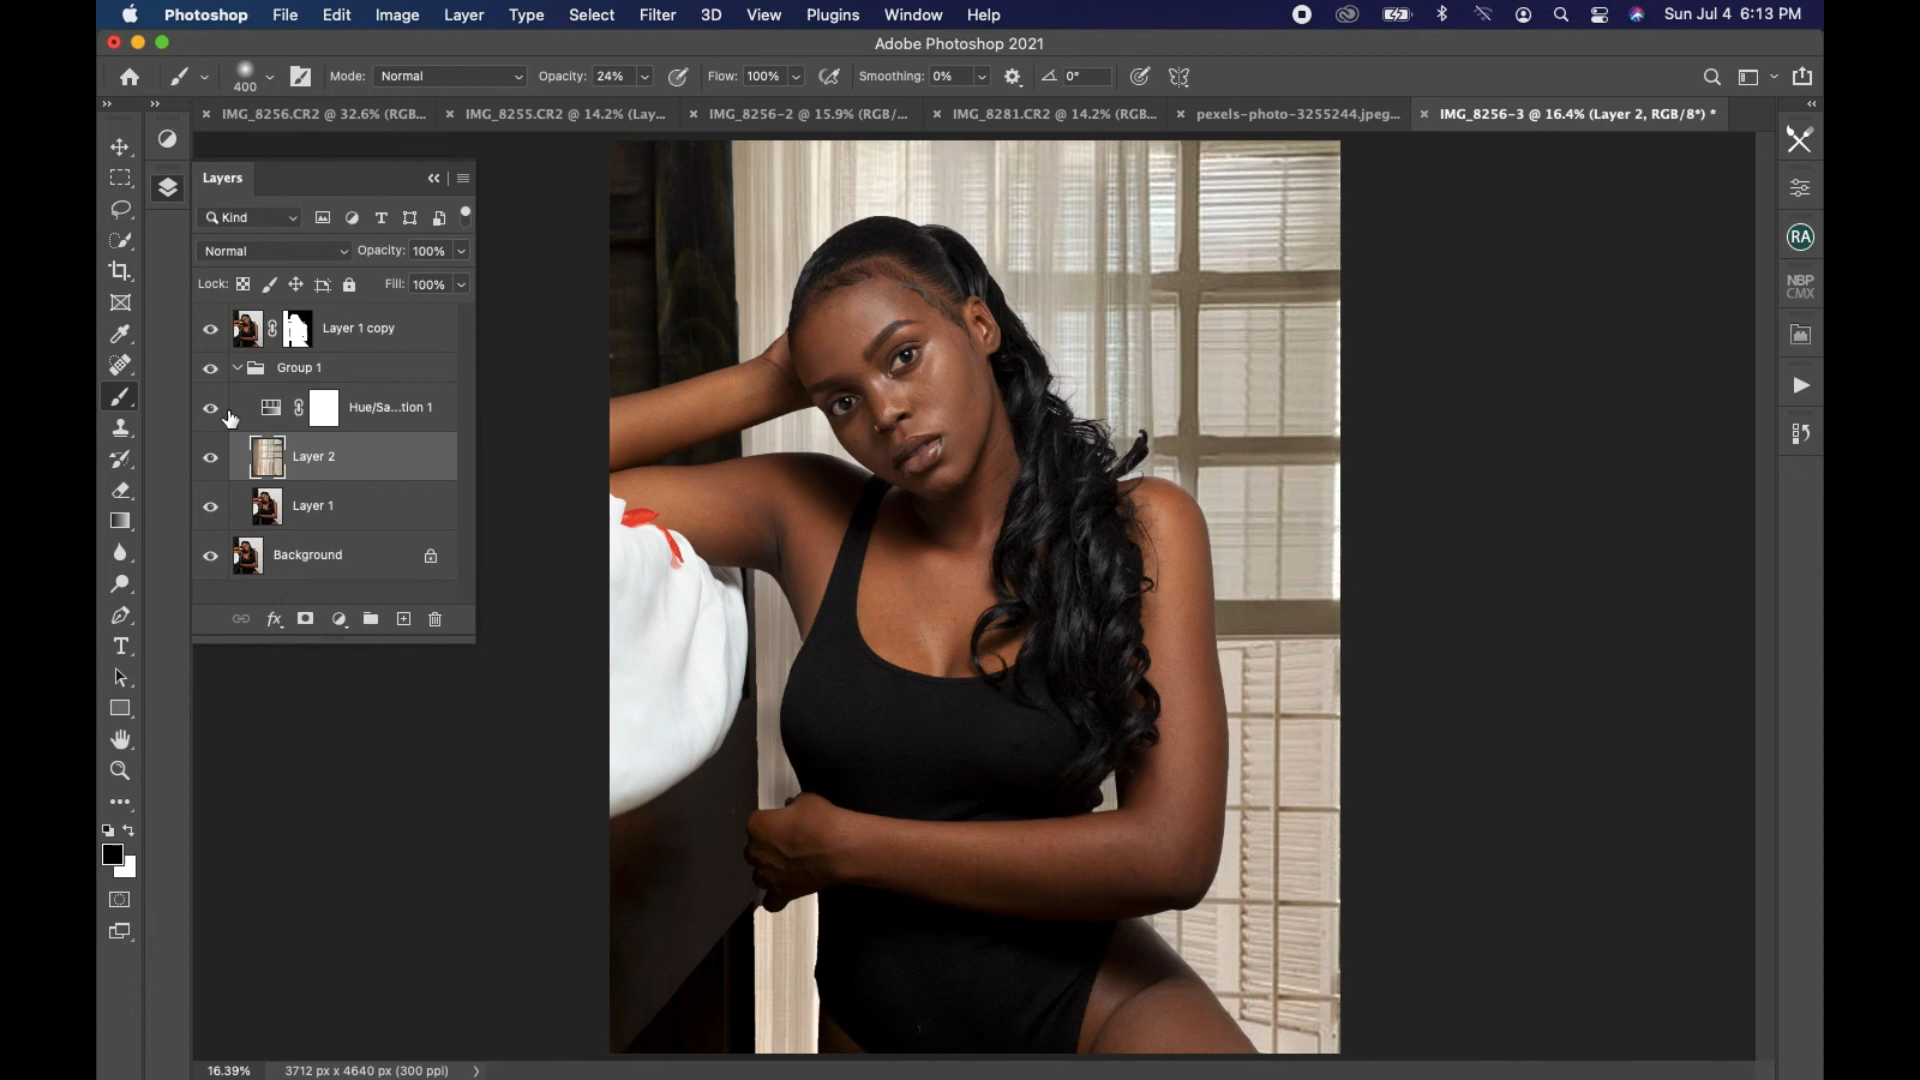 Photoshop File Edit Image Layer Type Select Filter 3D View Plugins Window Help Sun Jul 4 6:13 PM
Adobe Photoshop 2021
400 Mode: Normal Opacity: 24% Flow: 100% Smoothing: 0% 0°
IMG_8256.CR2 @ 32.6% (RGB... IMG_8255.CR2 @ 14.2% (Lay... IMG_8256-2 @ 15.9% (RGB/... IMG_8281.CR2 @ 14.2% (RGB... pexels-photo-3255244.jpeg... IMG_8256-3 @ 16.4% (Layer 2, RGB/8*) *
Layers
Kind
Normal Opacity: 100%
Lock: Fill: 100%
Layer 1 copy
Group 1
Hue/Sa...tion 1
Layer 2
Layer 1
Background
RA
NBP
CMX
16.39% 3712 px x 4640 px (300 ppi)